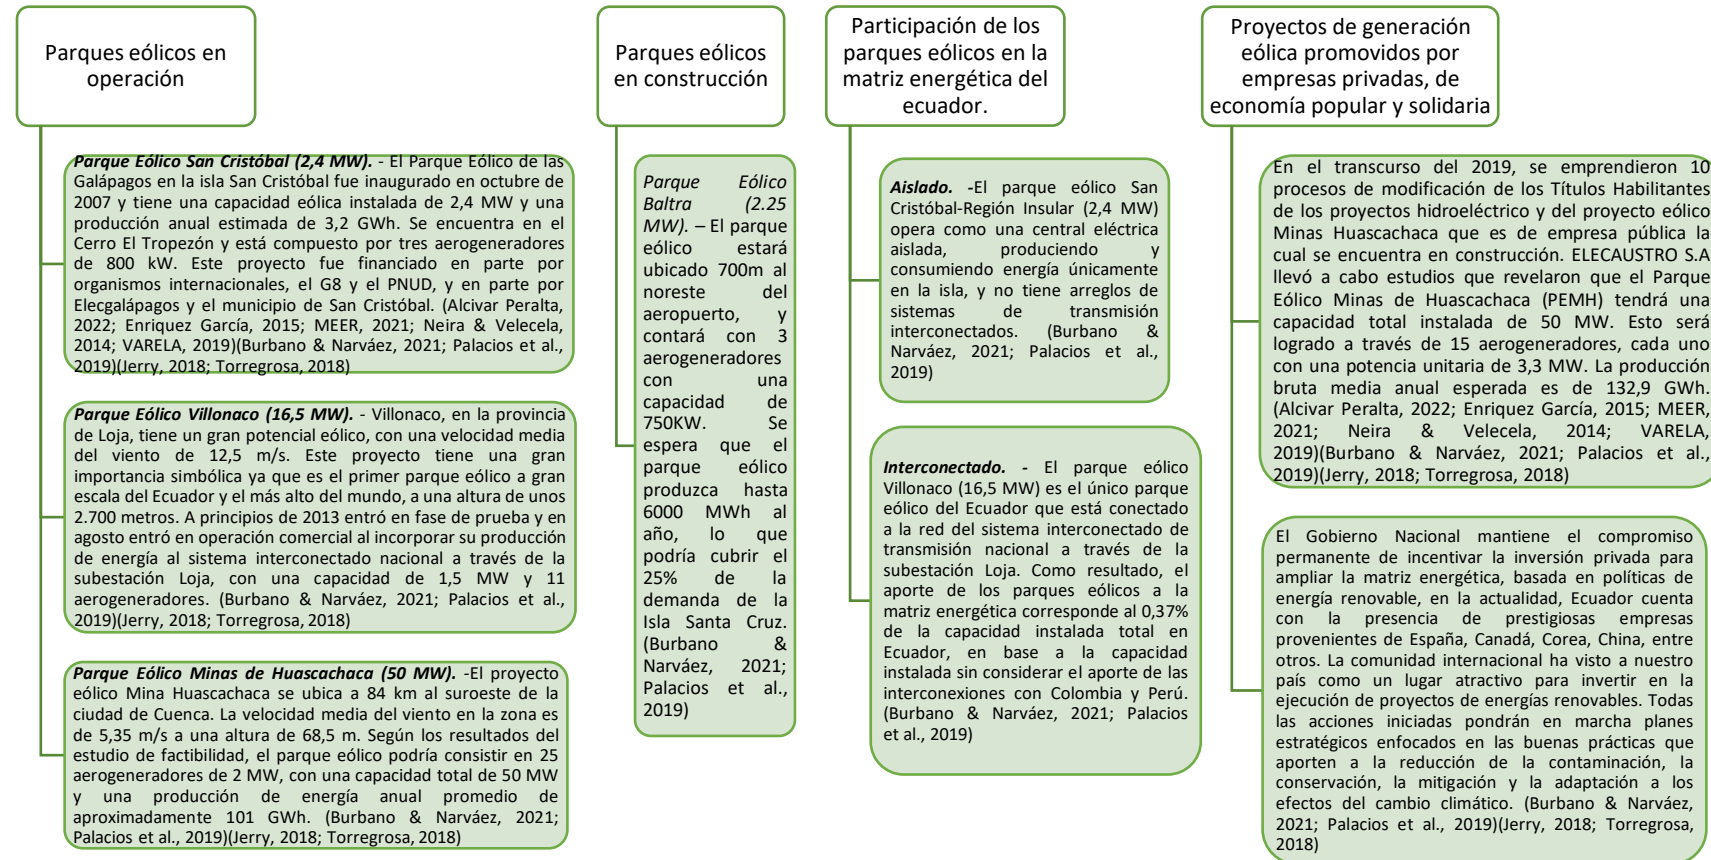 Parques eólicos en
operación
Parque Eólico San Cristóbal (2,4 MW). - El Parque Eólico de las
Galápagos en la isla San Cristóbal fue inaugurado en octubre de
2007 y tiene una capacidad eólica instalada de 2,4 MW y una
producción anual estimada de 3,2 GWh. Se encuentra en el
Cerro El Tropezón y está compuesto por tres aerogeneradores
de 800 kW. Este proyecto fue financiado en parte por
organismos internacionales, el G8 y el PNUD, y en parte por
Elecgalápagos y el municipio de San Cristóbal. (Alcivar Peralta,
2022; Enriquez García, 2015; MEER, 2021; Neira & Velecela,
2014; VARELA, 2019)(Burbano & Narváez, 2021; Palacios et al.,
2019)(Jerry, 2018; Torregrosa, 2018)
Parque Eólico Villonaco (16,5 MW). - Villonaco, en la provincia
de Loja, tiene un gran potencial eólico, con una velocidad media
del viento de 12,5 m/s. Este proyecto tiene una gran
importancia simbólica ya que es el primer parque eólico a gran
escala del Ecuador y el más alto del mundo, a una altura de unos
2.700 metros. A principios de 2013 entró en fase de prueba y en
agosto entró en operación comercial al incorporar su producción
de energía al sistema interconectado nacional a través de la
subestación Loja, con una capacidad de 1,5 MW y 11
aerogeneradores. (Burbano & Narváez, 2021; Palacios et al.,
2019)(Jerry, 2018; Torregrosa, 2018)
Parque Eólico Minas de Huascachaca (50 MW). -El proyecto
eólico Mina Huascachaca se ubica a 84 km al suroeste de la
ciudad de Cuenca. La velocidad media del viento en la zona es
de 5,35 m/s a una altura de 68,5 m. Según los resultados del
estudio de factibilidad, el parque eólico podría consistir en 25
aerogeneradores de 2 MW, con una capacidad total de 50 MW
y una producción de energía anual promedio de
aproximadamente 101 GWh. (Burbano & Narváez, 2021;
Palacios et al., 2019)(Jerry, 2018; Torregrosa, 2018)
Parques eólicos
en construcción
Parque Eólico
Baltra (2.25
MW). – El parque
eólico estará
ubicado 700m al
noreste del
aeropuerto, y
contará con 3
aerogeneradores
con una
capacidad de
750KW. Se
espera que el
parque eólico
produzca hasta
6000 MWh al
año, lo que
podría cubrir el
25% de la
demanda de la
Isla Santa Cruz.
(Burbano &
Narváez, 2021;
Palacios et al.,
2019)
Participación de los
parques eólicos en la
matriz energética del
ecuador.
Aislado. -El parque eólico San
Cristóbal-Región Insular (2,4 MW)
opera como una central eléctrica
aislada, produciendo y
consumiendo energía únicamente
en la isla, y no tiene arreglos de
sistemas de transmisión
interconectados. (Burbano &
Narváez, 2021; Palacios et al.,
2019)
Interconectado. - El parque eólico
Villonaco (16,5 MW) es el único parque
eólico del Ecuador que está conectado
a la red del sistema interconectado de
transmisión nacional a través de la
subestación Loja. Como resultado, el
aporte de los parques eólicos a la
matriz energética corresponde al 0,37%
de la capacidad instalada total en
Ecuador, en base a la capacidad
instalada sin considerar el aporte de las
interconexiones con Colombia y Perú.
(Burbano & Narváez, 2021; Palacios
et al., 2019)
Proyectos de generación
eólica promovidos por
empresas privadas, de
economía popular y solidaria
En el transcurso del 2019, se emprendieron 10
procesos de modificación de los Títulos Habilitantes
de los proyectos hidroeléctrico y del proyecto eólico
Minas Huascachaca que es de empresa pública la
cual se encuentra en construcción. ELECAUSTRO S.A
llevó a cabo estudios que revelaron que el Parque
Eólico Minas de Huascachaca (PEMH) tendrá una
capacidad total instalada de 50 MW. Esto será
logrado a través de 15 aerogeneradores, cada uno
con una potencia unitaria de 3,3 MW. La producción
bruta media anual esperada es de 132,9 GWh.
(Alcivar Peralta, 2022; Enriquez García, 2015; MEER,
2021; Neira & Velecela, 2014; VARELA,
2019)(Burbano & Narváez, 2021; Palacios et al.,
2019)(Jerry, 2018; Torregrosa, 2018)
El Gobierno Nacional mantiene el compromiso
permanente de incentivar la inversión privada para
ampliar la matriz energética, basada en políticas de
energía renovable, en la actualidad, Ecuador cuenta
con la presencia de prestigiosas empresas
provenientes de España, Canadá, Corea, China, entre
otros. La comunidad internacional ha visto a nuestro
país como un lugar atractivo para invertir en la
ejecución de proyectos de energías renovables. Todas
las acciones iniciadas pondrán en marcha planes
estratégicos enfocados en las buenas prácticas que
aporten a la reducción de la contaminación, la
conservación, la mitigación y la adaptación a los
efectos del cambio climático. (Burbano & Narváez,
2021; Palacios et al., 2019)(Jerry, 2018; Torregrosa,
2018)